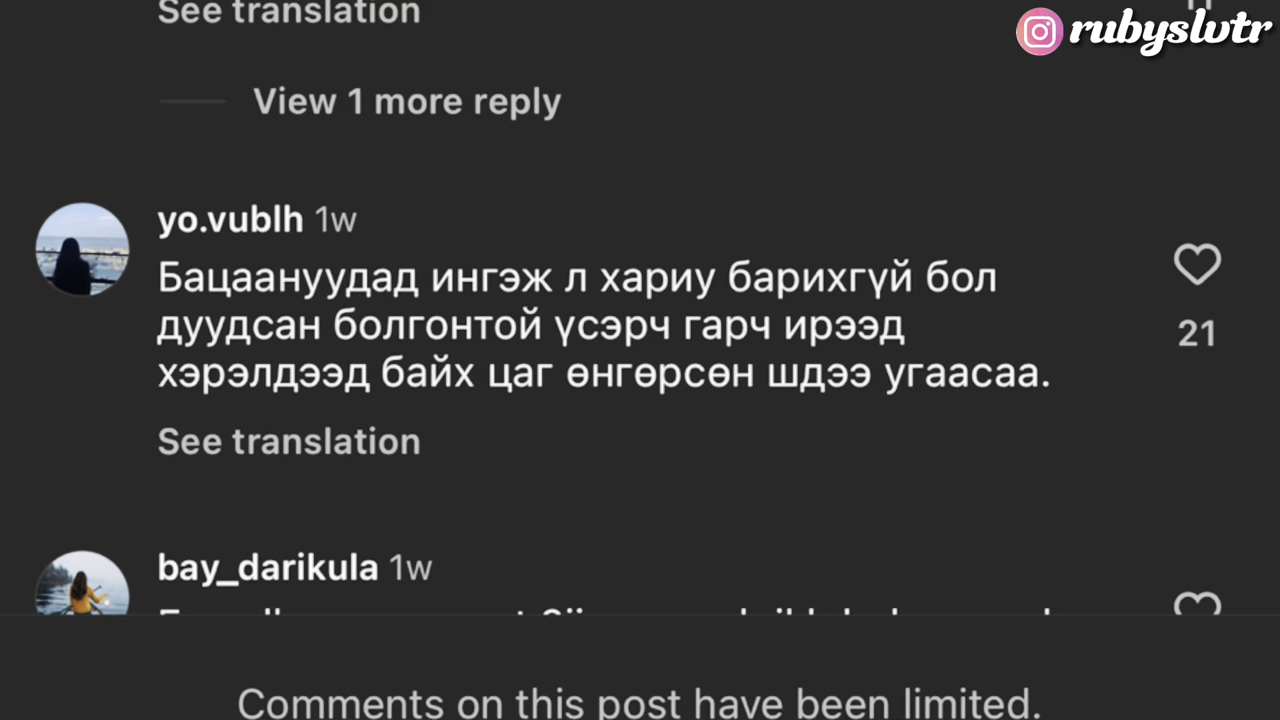 See translation
rubyslvtr
View 1 more reply
yo.vublh 1w
Бацаануудад ингэж л хариу барихгүй бол
дуудсан болгонтой үсэрч гарч ирээд
хэрэлдээд байх цаг өнгөрсөн шдээ угаасаа.
21
See translation
bay_darikula 1w
Comments on this post have been limited.